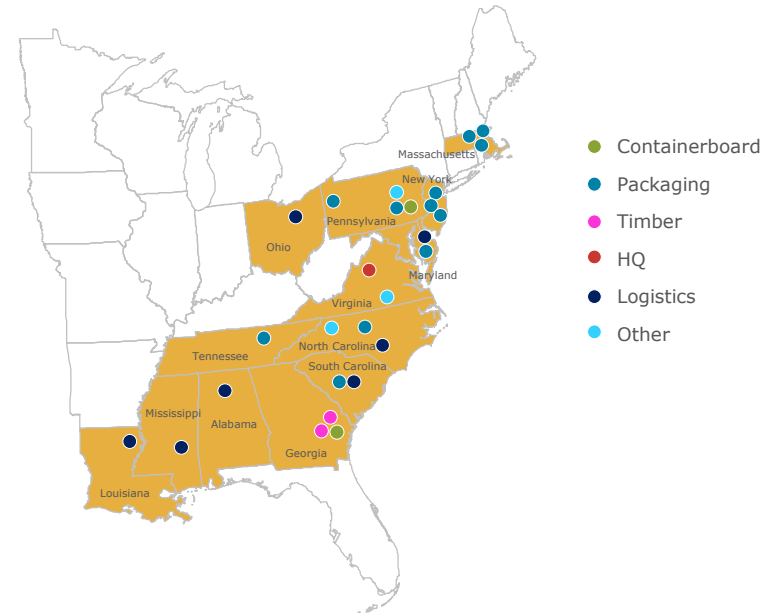 Massachusetts
New York
Pennsylvania
Ohio
Maryland
Virginia
North Carolina
Tennessee
South Carolina
Mississippi
Alabama
Georgia
Louisiana
Containerboard
Packaging
Timber
HQ
Logistics
Other